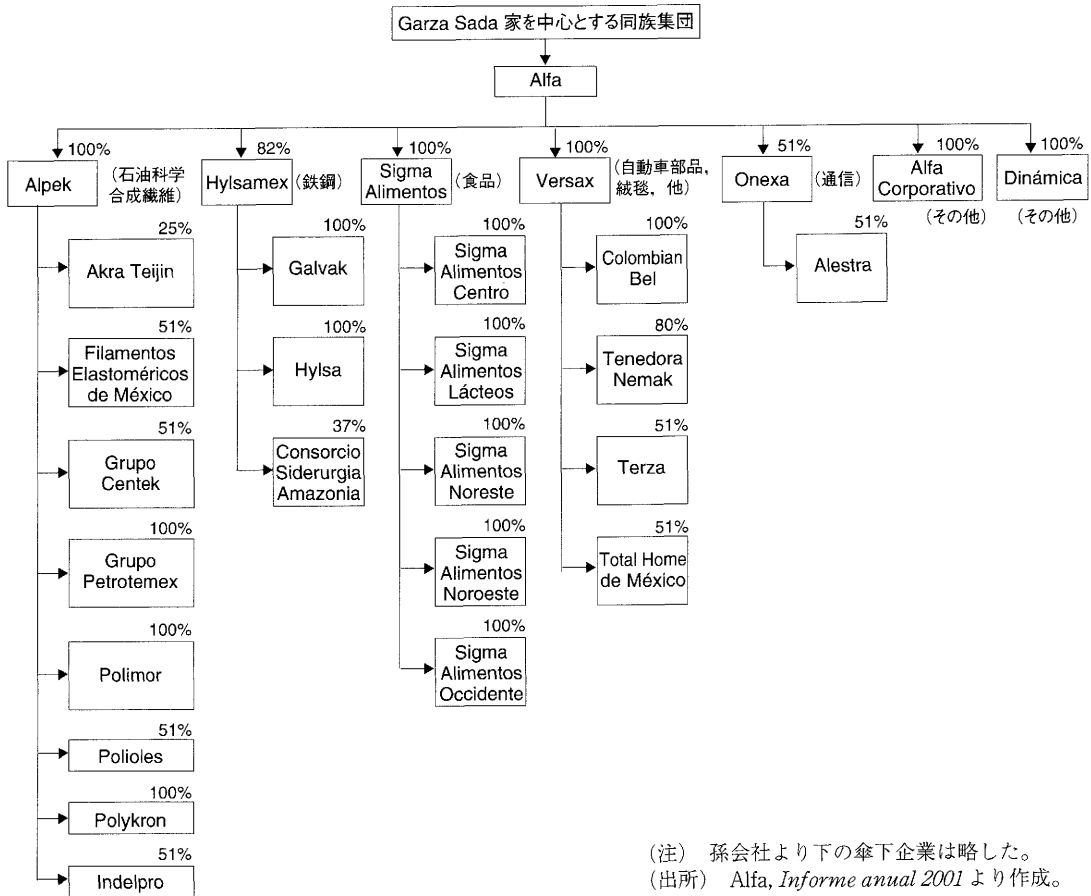 Garza Sada 家を中心とする同族集団
Alfa
100%
Alpek
(石油科学
合成繊維)
82%
Hylsamex
(鉄鋼)
100%
Sigma
Alimentos
(食品)
100%
Versax
(自動車部品,
絨毯, 他)
51%
Onexa
(通信)
100%
Alfa
Corporativo
(その他)
100%
Dinámica
(その他)
25%
Akra Teijin
51%
Filamentos
Elastoméricos
de México
51%
Grupo
Centek
100%
Grupo
Petrotemex
100%
Polimor
51%
Polioles
100%
Polykron
51%
Indelpro
100%
Galvak
100%
Hylsa
37%
Consorcio
Siderurgia
Amazonia
100%
Sigma
Alimentos
Centro
100%
Sigma
Alimentos
Lácteos
100%
Sigma
Alimentos
Noreste
100%
Sigma
Alimentos
Noroeste
100%
Sigma
Alimentos
Occidente
100%
Colombian
Bel
80%
Tenedora
Nemak
51%
Terza
51%
Total Home
de México
51%
Alestra
(注) 孫会社より下の傘下企業は略した。
(出所) Alfa, Informe anual 2001 より作成。